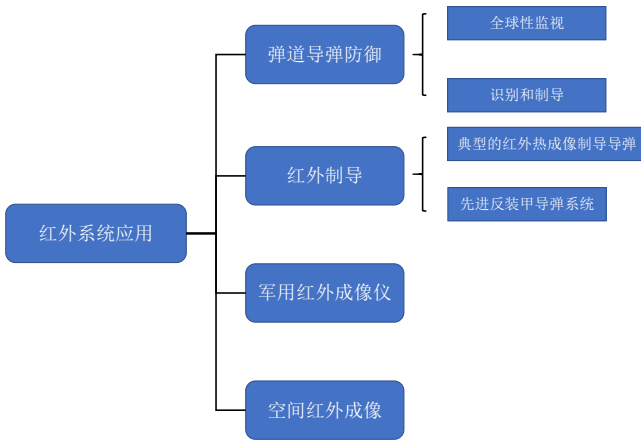 红外系统应用
弹道导弹防御
全球性监视
识别和制导
红外制导
典型的红外热成像制导导弹
先进反装甲导弹系统
军用红外成像仪
空间红外成像